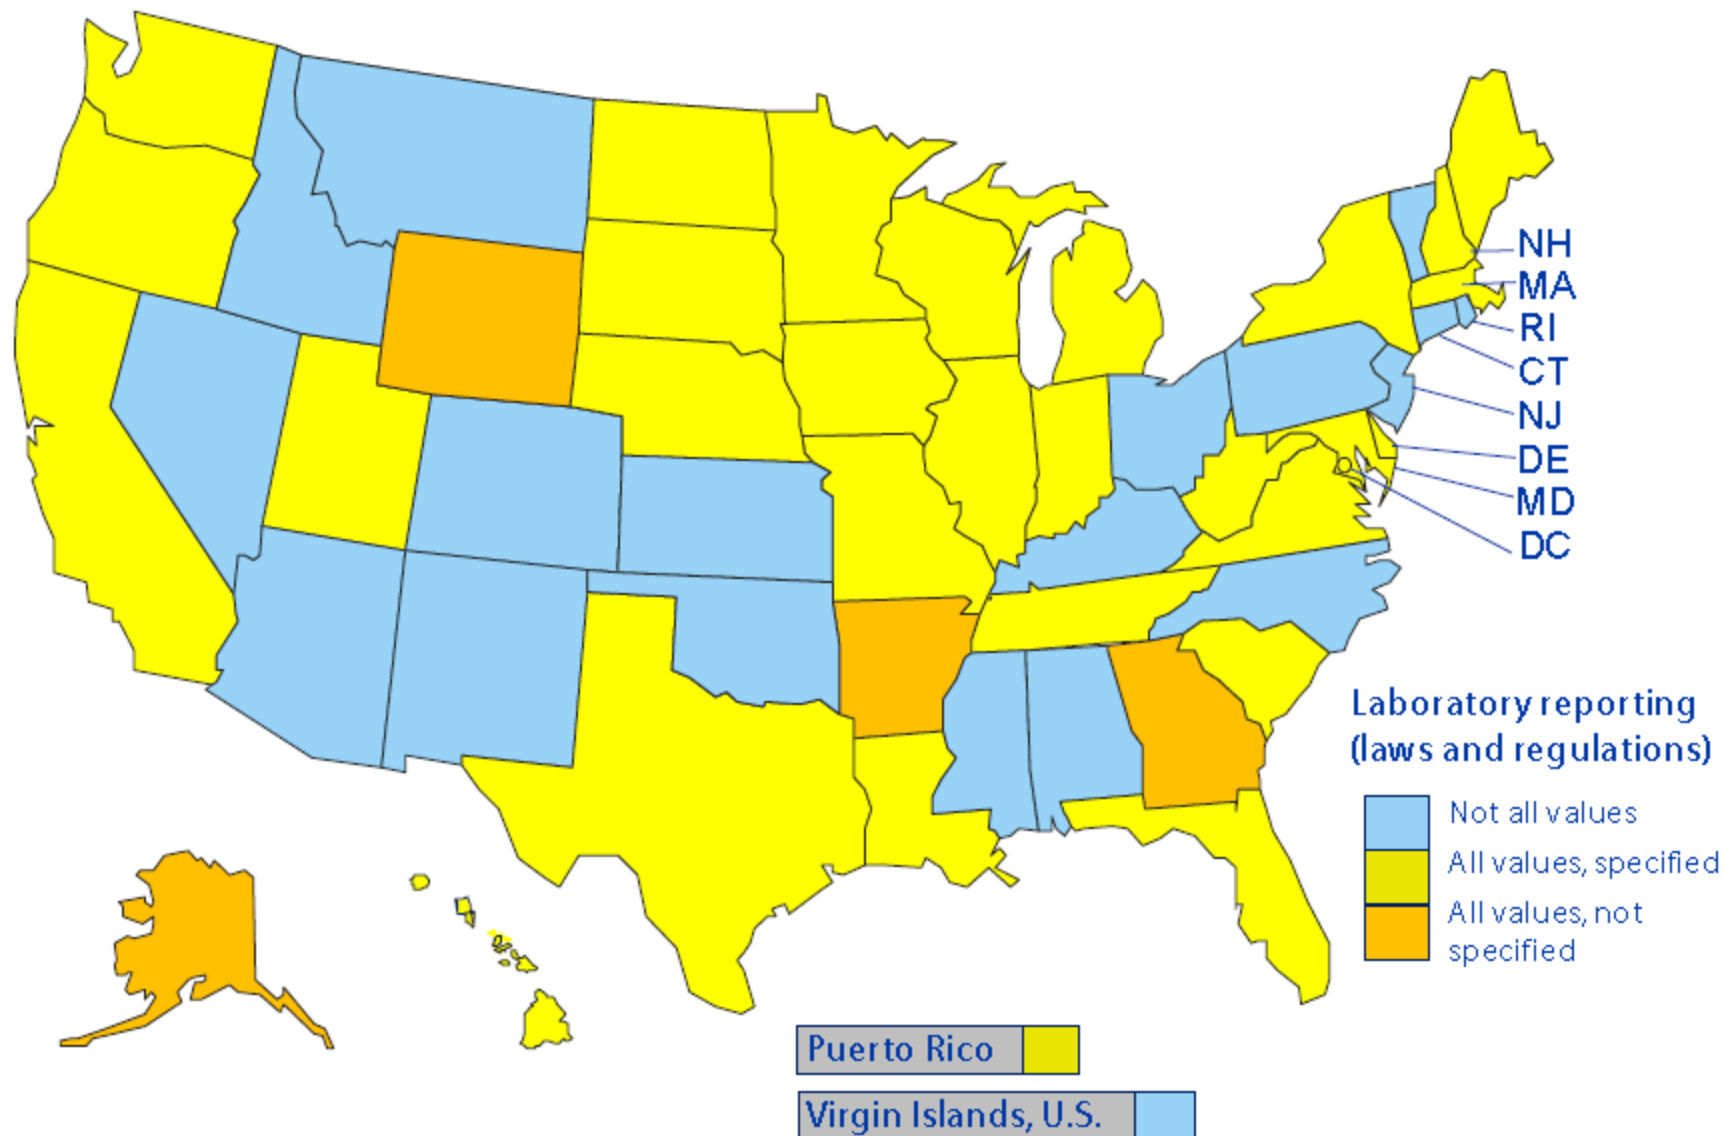 NH
MA
RI
CT
NJ
DE
MD
DC
Laboratory reporting
(laws and regulations)
Not all values
All values, specified
All values, not
specified
Puerto Rico
Virgin Islands, U.S.